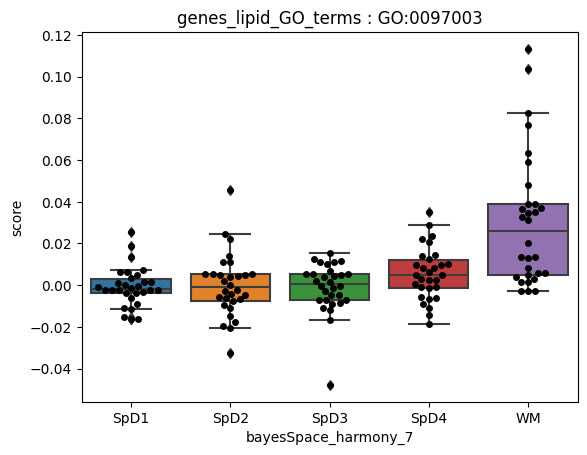 genes_lipid_GO_terms : GO:0097003
0.12
0.10
0.08
0.06
0.04
0.02
0.00
−0.02
−0.04
score
SpD1 SpD2 SpD3 SpD4 WM
bayesSpace_harmony_7